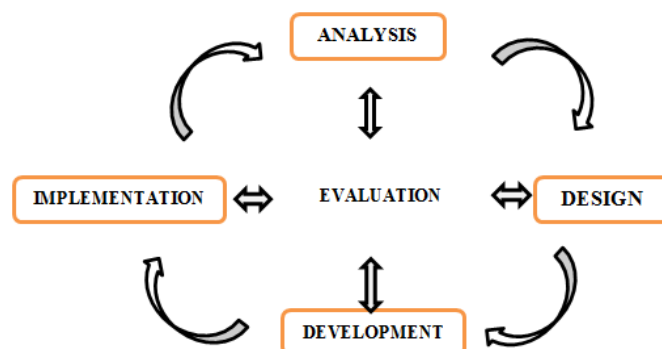 ANALYSIS
IMPLEMENTATION
EVALUATION
DESIGN
DEVELOPMENT